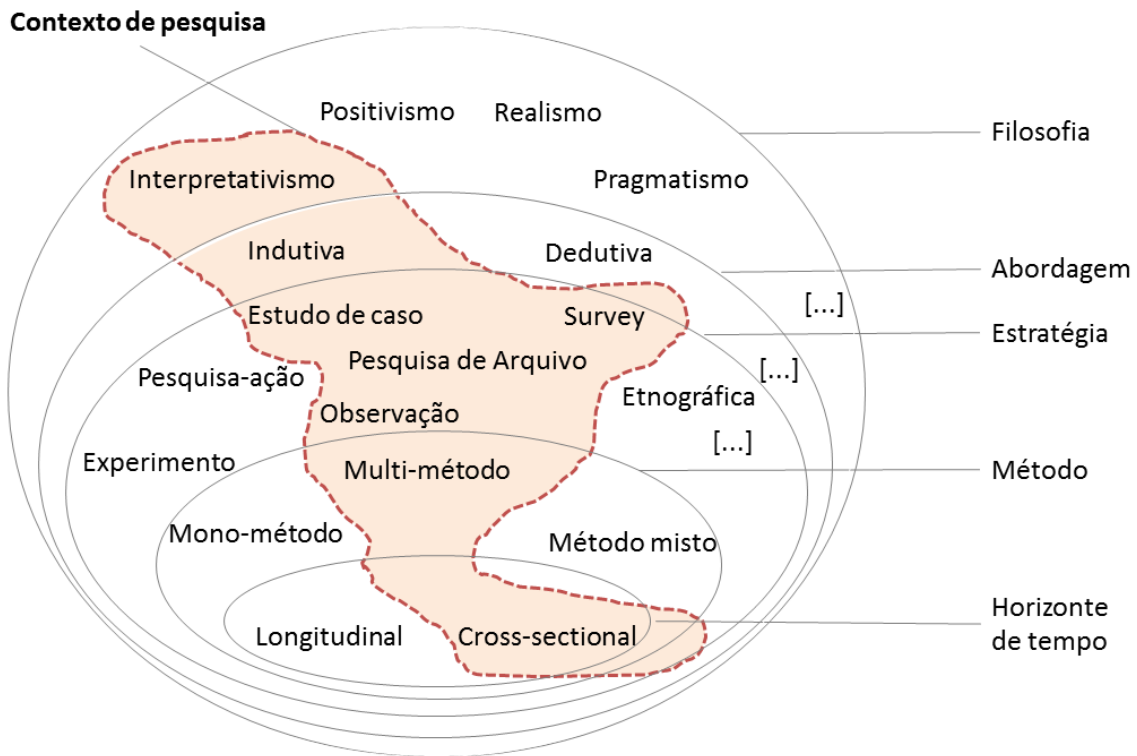 Contexto de pesquisa
Positivismo
Realismo
Filosofia
Interpretativismo
Pragmatismo
Indutiva
Dedutiva
Abordagem
[...]
Estudo de caso
Survey
Estratégia
Pesquisa de Arquivo
Pesquisa-ação
[...]
Etnográfica
Observação
[...]
Experimento
Multi-método
Método
Mono-método
Método misto
Longitudinal
Cross-sectional
Horizonte
de tempo